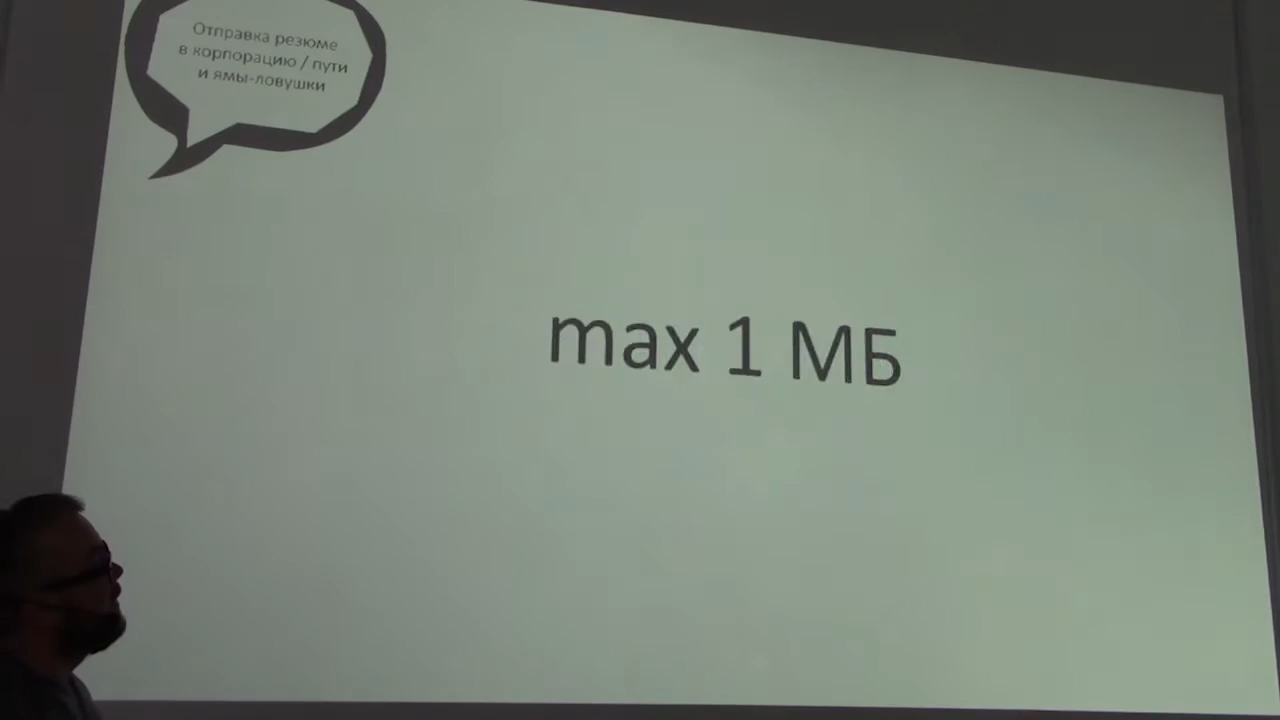 Отправка резюме
в корпорацию / пути
и ямы-ловушки
max 1 МБ